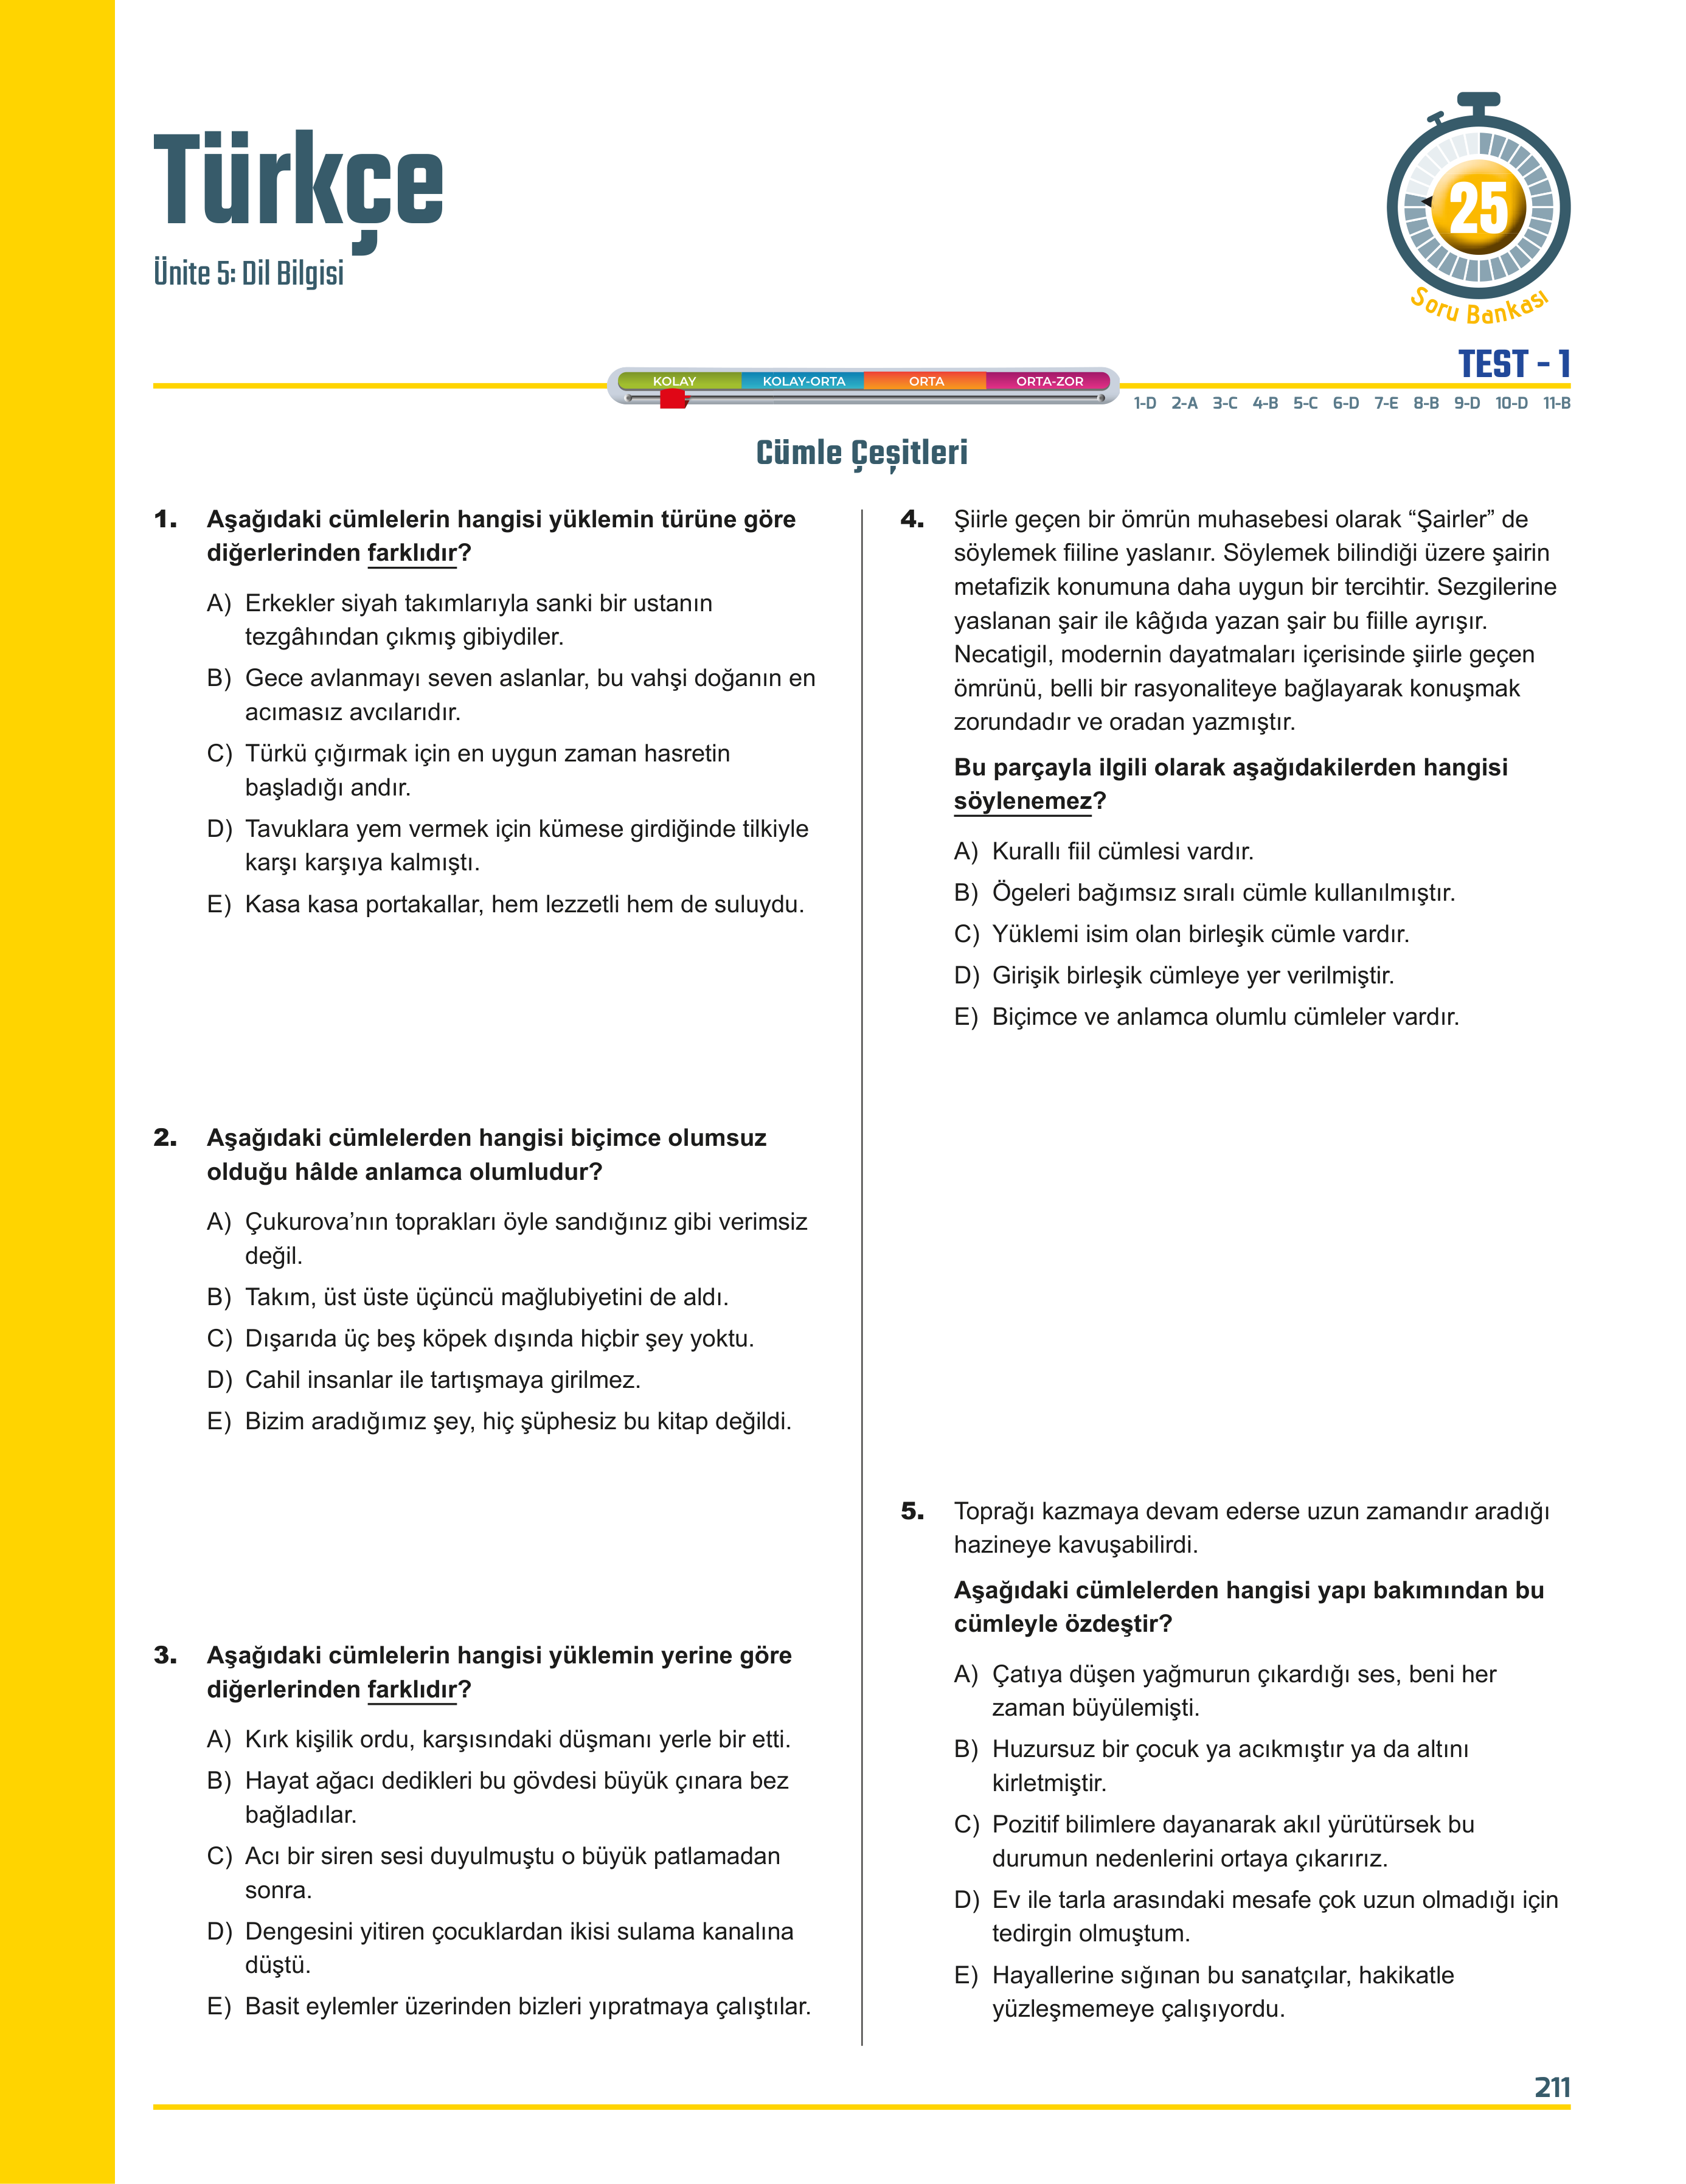 Türkçe
Ünite 5: Dil Bilgisi
25
Soru Bankası
TEST - 1
KOLAY KOLAY-ORTA ORTA ORTA-ZOR
1-D 2-A 3-C 4-B 5-C 6-D 7-E 8-B 9-D 10-D 11-B
Cümle Çeşitleri
1. Aşağıdaki cümlelerin hangisi yüklemin türüne göre
diğerlerinden farklıdır?
A) Erkekler siyah takımlarıyla sanki bir ustanın
tezgâhından çıkmış gibiydiler.
B) Gece avlanmayı seven aslanlar, bu vahşi doğanın en
acımasız avcılarıdır.
C) Türkü çığırmak için en uygun zaman hasretin
başladığı andır.
D) Tavuklara yem vermek için kümese girdiğinde tilkiyle
karşı karşıya kalmıştı.
E) Kasa kasa portakallar, hem lezzetli hem de suluydu.
2. Aşağıdaki cümlelerden hangisi biçimce olumsuz
olduğu hâlde anlamca olumludur?
A) Çukurova’nın toprakları öyle sandığınız gibi verimsiz
değil.
B) Takım, üst üste üçüncü mağlubiyetini de aldı.
C) Dışarıda üç beş köpek dışında hiçbir şey yoktu.
D) Cahil insanlar ile tartışmaya girilmez.
E) Bizim aradığımız şey, hiç şüphesiz bu kitap değildi.
3. Aşağıdaki cümlelerin hangisi yüklemin yerine göre
diğerlerinden farklıdır?
A) Kırk kişilik ordu, karşısındaki düşmanı yerle bir etti.
B) Hayat ağacı dedikleri bu gövdesi büyük çınara bez
bağladılar.
C) Acı bir siren sesi duyulmuştu o büyük patlamadan
sonra.
D) Dengesini yitiren çocuklardan ikisi sulama kanalına
düştü.
E) Basit eylemler üzerinden bizleri yıpratmaya çalıştılar.
4. Şiirle geçen bir ömrün muhasebesi olarak “Şairler” de
söylemek fiiline yaslanır. Söylemek bilindiği üzere şairin
metafizik konumuna daha uygun bir tercihtir. Sezgilerine
yaslanan şair ile kâğıda yazan şair bu fiille ayrışır.
Necatigil, modernin dayatmaları içerisinde şiirle geçen
ömrünü, belli bir rasyonaliteye bağlayarak konuşmak
zorundadır ve oradan yazmıştır.
Bu parçayla ilgili olarak aşağıdakilerden hangisi
söylenemez?
A) Kurallı fiil cümlesi vardır.
B) Ögeleri bağımsız sıralı cümle kullanılmıştır.
C) Yüklemi isim olan birleşik cümle vardır.
D) Girişik birleşik cümleye yer verilmiştir.
E) Biçimce ve anlamca olumlu cümleler vardır.
5. Toprağı kazmaya devam ederse uzun zamandır aradığı
hazineye kavuşabilirdi.
Aşağıdaki cümlelerden hangisi yapı bakımından bu
cümleyle özdeştir?
A) Çatıya düşen yağmurun çıkardığı ses, beni her
zaman büyülemişti.
B) Huzursuz bir çocuk ya acıkmıştır ya da altını
kirletmiştir.
C) Pozitif bilimlere dayanarak akıl yürütürsek bu
durumun nedenlerini ortaya çıkarırız.
D) Ev ile tarla arasındaki mesafe çok uzun olmadığı için
tedirgin olmuştum.
E) Hayallerine sığınan bu sanatçılar, hakikatle
yüzleşmemeye çalışıyordu.
211